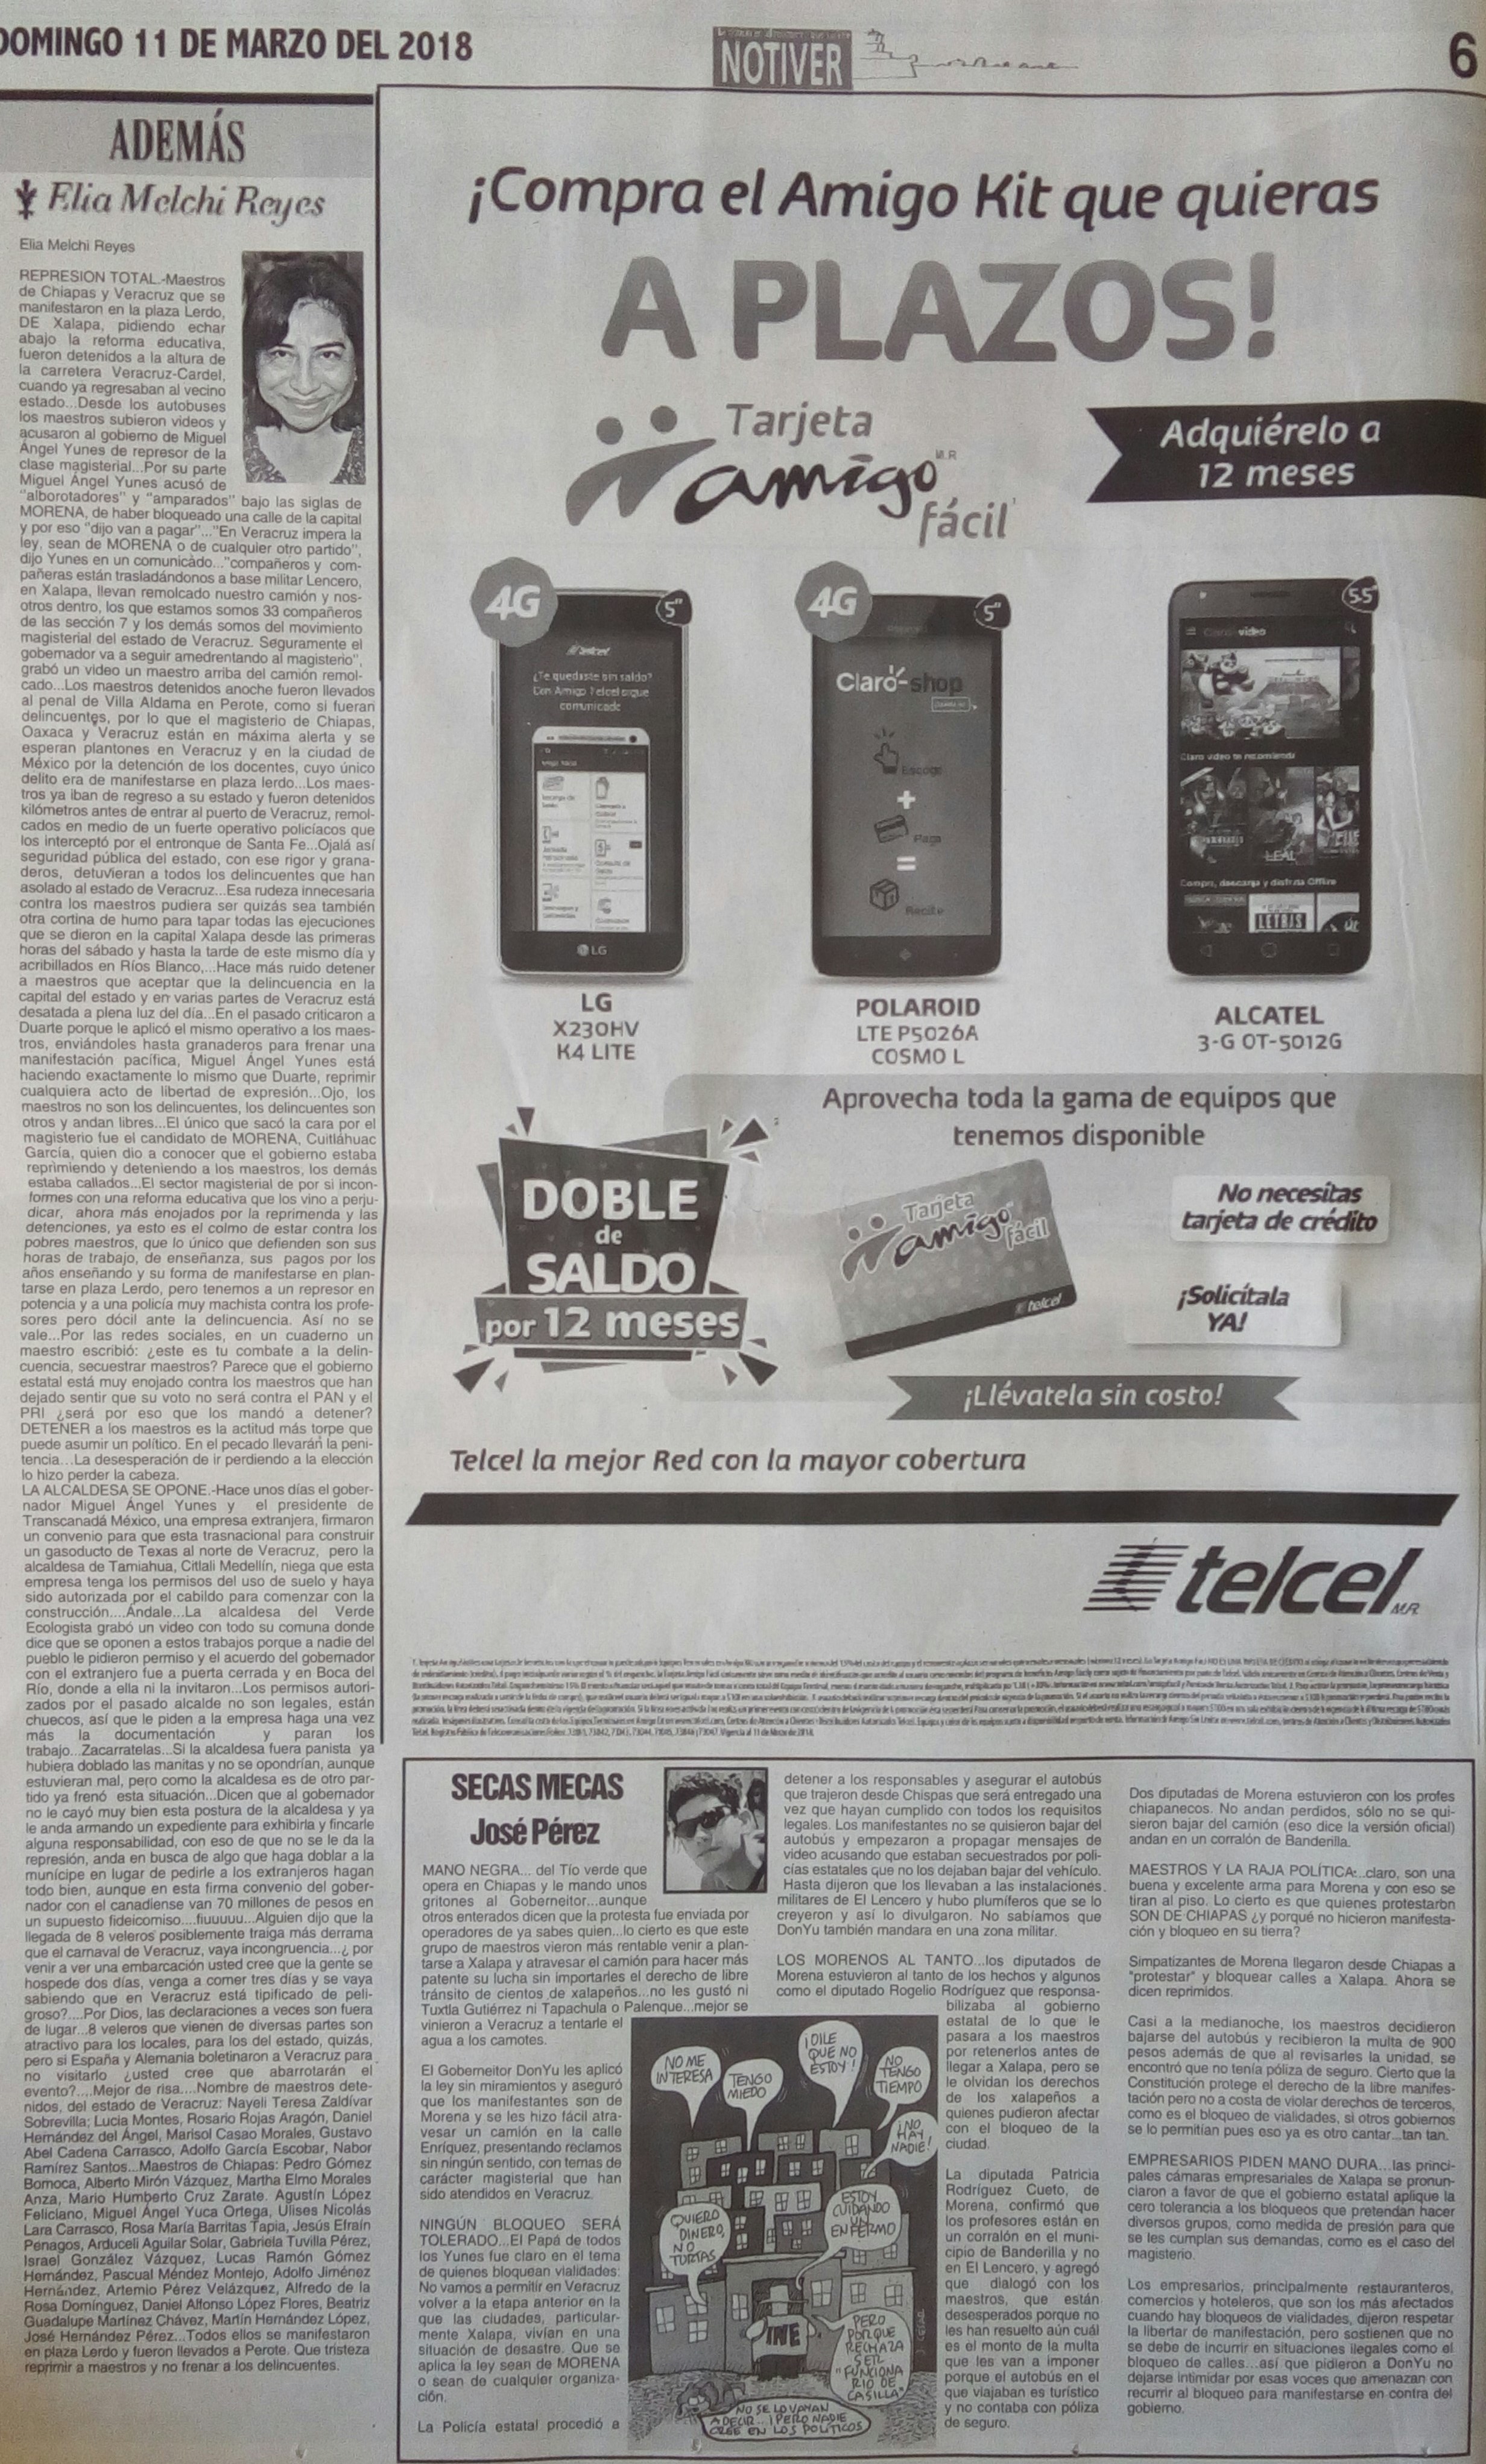 DOMINGO 11 DE MARZO DEL 2018
NOTIVER
6
ADEMÁS
Elia Melchi Reyes
Elia Melchi Reyes
REPRESION TOTAL.-Maestros
de Chiapas y Veracruz que se
manifestaron en la plaza Lerdo,
DE Xalapa, pidiendo echar
abajo la reforma educativa,
fueron detenidos a la altura de
la carretera Veracruz-Cardel,
cuando ya regresaban al vecino
estado...Desde los autobuses
los maestros subieron videos y
acusaron al gobierno de Miguel
Ángel Yunes de represor de la
clase magisterial...Por su parte
Miguel Ángel Yunes acusó de
"alborotadores" y "amparados" bajo las siglas de
MORENA, de haber bloqueado una calle de la capital
y por eso "dijo van a pagar"..."En Veracruz impera la
ley, sean de MORENA o de cualquier otro partido",
dijo Yunes en un comunicado..."compañeros y com-
pañeras están trasladándonos a base militar Lencero,
en Xalapa, llevan remolcado nuestro camión y nos-
otros dentro, los que estamos somos 33 compañeros
de las sección 7 y los demás somos del movimiento
magisterial del estado de Veracruz. Seguramente el
gobernador va a seguir amedrentando al magisterio",
grabó un video un maestro arriba del camión remol-
cado...Los maestros detenidos anoche fueron llevados
al penal de Villa Aldama en Perote, como si fueran
delincuentes, por lo que el magisterio de Chiapas,
Oaxaca y Veracruz están en máxima alerta y se
esperan plantones en Veracruz y en la ciudad de
México por la detención de los docentes, cuyo único
delito era de manifestarse en plaza lerdo...Los maes-
tros ya iban de regreso a su estado y fueron detenidos
kilómetros antes de entrar al puerto de Veracruz, remol-
cados en medio de un fuerte operativo policíacos que
los interceptó por el entronque de Santa Fe...Ojalá así
seguridad pública del estado, con ese rigor y grana-
deros, detuvieran a todos los delincuentes que han
asolado al estado de Veracruz...Esa rudeza innecesaria
contra los maestros pudiera ser quizás sea también
otra cortina de humo para tapar todas las ejecuciones
que se dieron en la capital Xalapa desde las primeras
horas del sábado y hasta la tarde de este mismo día y
acribillados en Ríos Blanco,...Hace más ruido detener
a maestros que aceptar que la delincuencia en la
capital del estado y en varias partes de Veracruz está
desatada a plena luz del día...En el pasado criticaron a
Duarte porque le aplicó el mismo operativo a los maes-
tros, enviándoles hasta granaderos para frenar una
manifestación pacífica, Miguel Ángel Yunes está
haciendo exactamente lo mismo que Duarte, reprimir
cualquiera acto de libertad de expresión...Ojo, los
maestros no son los delincuentes, los delincuentes son
otros y andan libres...El único que sacó la cara por el
magisterio fue el candidato de MORENA, Cuitláhuac
García, quien dio a conocer que el gobierno estaba
reprimiendo y deteniendo a los maestros, los demás
estaba callados...El sector magisterial de por si incon-
formes con una reforma educativa que los vino a perju-
dicar, ahora más enojados por la reprimenda y las
detenciones, ya esto es el colmo de estar contra los
pobres maestros, que lo único que defienden son sus
horas de trabajo, de enseñanza, sus pagos por los
años enseñando y su forma de manifestarse en plan-
tarse en plaza Lerdo, pero tenemos a un represor en
potencia y a una policía muy machista contra los profe-
sores pero dócil ante la delincuencia. Así no se
vale...Por las redes sociales, en un cuaderno un
maestro escribió: ¿este es tu combate a la delin-
cuencia, secuestrar maestros? Parece que el gobierno
estatal está muy enojado contra los maestros que han
dejado sentir que su voto no será contra el PAN y el
PRI ¿será por eso que los mandó a detener?
DETENER a los maestros es la actitud más torpe que
puede asumir un político. En el pecado llevarán la peni-
tencia...La desesperación de ir perdiendo a la elección
lo hizo perder la cabeza.
LA ALCALDESA SE OPONE.-Hace unos días el gober-
nador Miguel Ángel Yunes y el presidente de
Transcanadá México, una empresa extranjera, firmaron
un convenio para que esta trasnacional para construir
un gasoducto de Texas al norte de Veracruz, pero la
alcaldesa de Tamiahua, Citlali Medellín, niega que esta
empresa tenga los permisos del uso de suelo y haya
sido autorizada por el cabildo para comenzar con la
construcción....Ándale...La alcaldesa del Verde
Ecologista grabó un video con todo su comuna donde
dice que se oponen a estos trabajos porque a nadie del
pueblo le pidieron permiso y el acuerdo del gobernador
con el extranjero fue a puerta cerrada y en Boca del
Río, donde a ella ni la invitaron...Los permisos autori-
zados por el pasado alcalde no son legales, están
chuecos, así que le piden a la empresa haga una vez
más la documentación y paran los
trabajo...Zacarratelas...Si la alcaldesa fuera panista ya
hubiera doblado las manitas y no se opondrían, aunque
estuvieran mal, pero como la alcaldesa es de otro par-
tido ya frenó esta situación...Dicen que al gobernador
no le cayó muy bien esta postura de la alcaldesa y ya
le anda armando un expediente para exhibirla y fincarle
alguna responsabilidad, con eso de que no se le da la
represión, anda en busca de algo que haga doblar a la
munícipe en lugar de pedirle a los extranjeros hagan
todo bien, aunque en esta firma convenio del gober-
nador con el canadiense van 70 millones de pesos en
un supuesto fideicomiso....fiuuuuu...Alguien dijo que la
llegada de 8 veleros posiblemente traiga más derrama
que el carnaval de Veracruz, vaya incongruencia...¿ por
venir a ver una embarcación usted cree que la gente se
hospede dos días, venga a comer tres días y se vaya
sabiendo que en Veracruz está tipificado de peli-
groso?....Por Dios, las declaraciones a veces son fuera
de lugar...8 veleros que vienen de diversas partes son
atractivo para los locales, para los del estado, quizás,
pero si España y Alemania boletinaron a Veracruz para
no visitarlo ¿usted cree que abarrotarán el
evento?....Mejor de risa....Nombre de maestros dete-
nidos, del estado de Veracruz: Nayeli Teresa Zaldívar
Sobrevilla; Lucia Montes, Rosario Rojas Aragón, Daniel
Hernández del Ángel, Marisol Casao Morales, Gustavo
Abel Cadena Carrasco, Adolfo García Escobar, Nabor
Ramírez Santos...Maestros de Chiapas: Pedro Gómez
Bomoca, Alberto Mirón Vázquez, Martha Elmo Morales
Anza, Mario Humberto Cruz Zarate. Agustín López
Feliciano, Miguel Ángel Yuca Ortega, Ulises Nicolás
Lara Carrasco, Rosa María Barritas Tapia, Jesús Efraín
Penagos, Arduceli Aguilar Solar, Gabriela Tuvilla Pérez,
Israel González Vázquez, Lucas Ramón Gómez
Hernández, Pascual Méndez Montejo, Adolfo Jiménez
Hernández, Artemio Pérez Velázquez, Alfredo de la
Rosa Domínguez, Daniel Alfonso López Flores, Beatriz
Guadalupe Martínez Chávez, Martín Hernández López,
José Hernández Pérez...Todos ellos se manifestaron
en plaza Lerdo y fueron llevados a Perote. Que tristeza
reprimir a maestros y no frenar a los delincuentes.
¡Compra el Amigo Kit que quieras
A PLAZOS!
Tarjeta
amigo M.R
fácil
Adquiérelo a
12 meses
4G
5"
telcel
¿Te quedaste sin saldo?
Con Amigo Telcel sigue
comunicado
LG
4G
5"
Claro-shop
Escoge
+
Paga
=
Recibe
5.5"
Claro video
Claro video te recomienda
LEAL
Compra, descarga y disfruta Offline
LETRIS
LG
X230HV
K4 LITE
POLAROID
LTE P5026A
COSMO L
ALCATEL
3-G OT-5012G
Aprovecha toda la gama de equipos que
tenemos disponible
DOBLE
de
SALDO
por 12 meses
Tarjeta
amigo
fácil
telcel
No necesitas
tarjeta de crédito
¡Solicítala
YA!
¡Llévatela sin costo!
Telcel la mejor Red con la mayor cobertura
telcel M.R
SECAS MECAS
José Pérez
MANO NEGRA... del Tío verde que
opera en Chiapas y le mando unos
gritones al Goberneitor...aunque
otros enterados dicen que la protesta fue enviada por
operadores de ya sabes quien...lo cierto es que este
grupo de maestros vieron más rentable venir a plan-
tarse a Xalapa y atravesar el camión para hacer más
patente su lucha sin importarles el derecho de libre
tránsito de cientos de xalapeños...no les gustó ni
Tuxtla Gutiérrez ni Tapachula o Palenque...mejor se
vinieron a Veracruz a tentarle el
agua a los camotes.
El Goberneitor DonYu les aplicó
la ley sin miramientos y aseguró
que los manifestantes son de
Morena y se les hizo fácil atra-
vesar un camión en la calle
Enríquez, presentando reclamos
sin ningún sentido, con temas de
carácter magisterial que han
sido atendidos en Veracruz.
NINGÚN BLOQUEO SERÁ
TOLERADO...El Papá de todos
los Yunes fue claro en el tema
de quienes bloquean vialidades:
No vamos a permitir en Veracruz
volver a la etapa anterior en la
que las ciudades, particular-
mente Xalapa, vivían en una
situación de desastre. Que se
aplica la ley sean de MORENA
o sean de cualquier organiza-
ción.
La Policía estatal procedió a
detener a los responsables y asegurar el autobús
que trajeron desde Chispas que será entregado una
vez que hayan cumplido con todos los requisitos
legales. Los manifestantes no se quisieron bajar del
autobús y empezaron a propagar mensajes de
video acusando que estaban secuestrados por poli-
cías estatales que no los dejaban bajar del vehículo.
Hasta dijeron que los llevaban a las instalaciones
militares de El Lencero y hubo plumíferos que se lo
creyeron y así lo divulgaron. No sabíamos que
DonYu también mandara en una zona militar.
LOS MORENOS AL TANTO...los diputados de
Morena estuvieron al tanto de los hechos y algunos
como el diputado Rogelio Rodríguez que responsa-
bilizaba al gobierno
estatal de lo que le
pasara a los maestros
por retenerlos antes de
llegar a Xalapa, pero se
le olvidan los derechos
de los xalapeños a
quienes pudieron afectar
con el bloqueo de la
ciudad.
La diputada Patricia
Rodríguez Cueto, de
Morena, confirmó que
los profesores están en
un corralón en el muni-
cipio de Banderilla y no
en El Lencero, y agregó
que dialogó con los
maestros, que están
desesperados porque no
les han resuelto aún cuál
es el monto de la multa
que les van a imponer
porque el autobús en el
que viajaban es turístico
y no contaba con póliza
de seguro.
NO ME
INTERESA
TENGO
MIEDO
¡DILE
QUE NO
ESTOY!
NO
TENGO
TIEMPO
¡NO
HAY
NADIE!
QUIERO
DINERO,
NO
TORTAS
ESTOY
CUIDANDO
UN
ENFERMO
INE
PERO
PORQUE
RECHAZA
SER
"FUNCIONA
RIO DE
CASILLA"
NO SE LO VAYAN
A DECIR...¡PERO NADIE
CREE EN LOS POLÍTICOS
Dos diputadas de Morena estuvieron con los profes
chiapanecos. No andan perdidos, sólo no se qui-
sieron bajar del camión (eso dice la versión oficial)
andan en un corralón de Banderilla.
MAESTROS Y LA RAJA POLÍTICA:..claro, son una
buena y excelente arma para Morena y con eso se
tiran al piso. Lo cierto es que quienes protestarbn
SON DE CHIAPAS ¿y porqué no hicieron manifesta-
ción y bloqueo en su tierra?
Simpatizantes de Morena llegaron desde Chiapas a
"protestar" y bloquear calles a Xalapa. Ahora se
dicen reprimidos.
Casi a la medianoche, los maestros decidieron
bajarse del autobús y recibieron la multa de 900
pesos además de que al revisarles la unidad, se
encontró que no tenía póliza de seguro. Cierto que la
Constitución protege el derecho de la libre manifes-
tación pero no a costa de violar derechos de terceros,
como es el bloqueo de vialidades, si otros gobiernos
se lo permitían pues eso ya es otro cantar...tan tan.
EMPRESARIOS PIDEN MANO DURA...las princi-
pales cámaras empresariales de Xalapa se pronun-
ciaron a favor de que el gobierno estatal aplique la
cero tolerancia a los bloqueos que pretendan hacer
diversos grupos, como medida de presión para que
se les cumplan sus demandas, como es el caso del
magisterio.
Los empresarios, principalmente restauranteros,
comercios y hoteleros, que son los más afectados
cuando hay bloqueos de vialidades, dijeron respetar
la libertar de manifestación, pero sostienen que no
se debe de incurrir en situaciones ilegales como el
bloqueo de calles...así que pidieron a DonYu no
dejarse intimidar por esas voces que amenazan con
recurrir al bloqueo para manifestarse en contra del
gobierno.